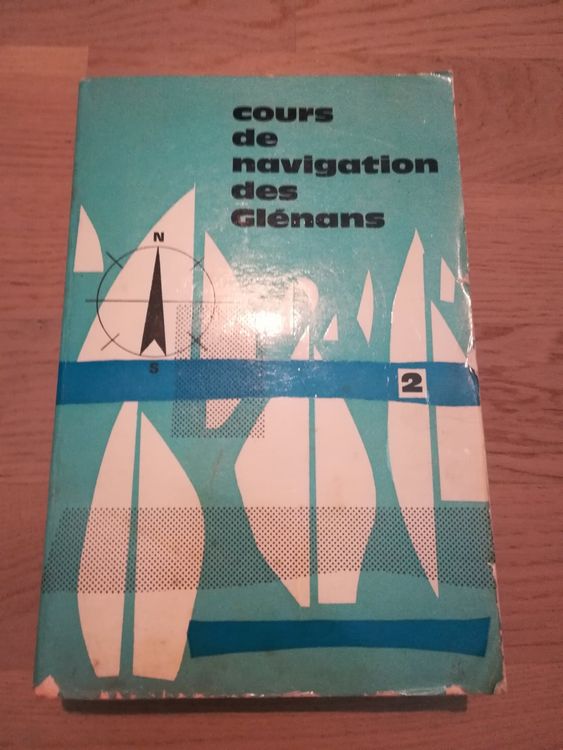 cours
de
navigation
des
Glénans
N
S
2